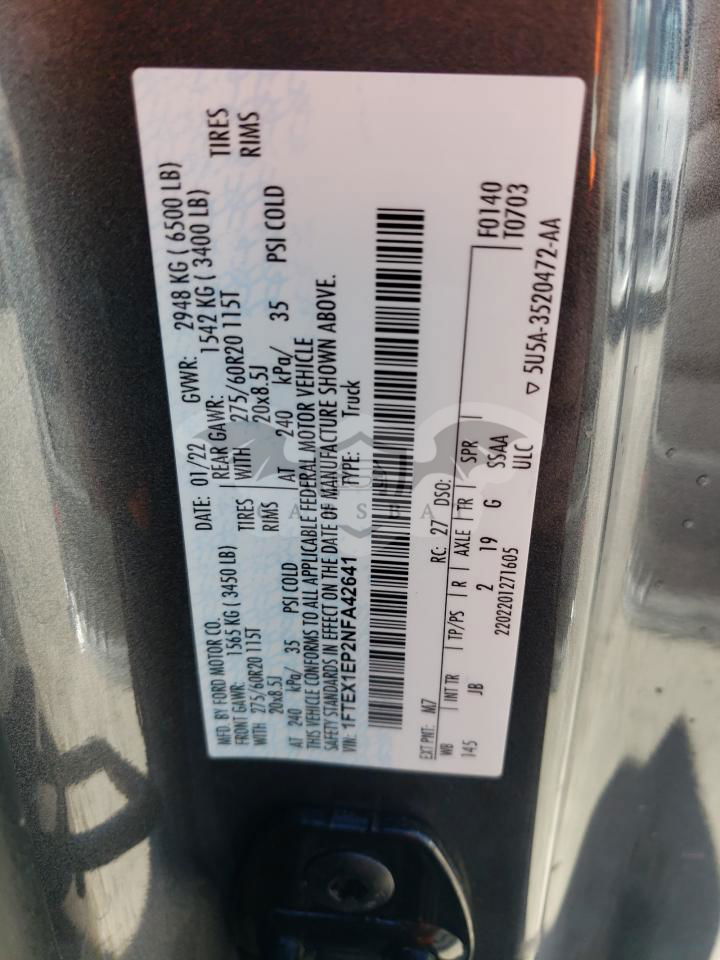 MFD. BY FORD MOTOR CO.
DATE: 01/22 GVWR: 2948 KG ( 6500 LB)
FRONT GAWR: 1565 KG ( 3450 LB) REAR GAWR: 1542 KG ( 3400 LB)
WITH 275/60R20 115T TIRES WITH 275/60R20 115T TIRES
20x8.5J RIMS 20x8.5J RIMS
AT 240 kPa/ 35 PSI COLD AT 240 kPa/ 35 PSI COLD
THIS VEHICLE CONFORMS TO ALL APPLICABLE FEDERAL MOTOR VEHICLE
SAFETY STANDARDS IN EFFECT ON THE DATE OF MANUFACTURE SHOWN ABOVE.
VIN: 1FTEX1EP2NFA42641 TYPE: Truck
F0140
T0703
EXT PNT: M7 RC: 27 DSO:
WB INT TR TP/PS R AXLE TR SPR
145 JB 2 19 G SSAA
2202201271605 ULC
▽ 5U5A-3520472-AA